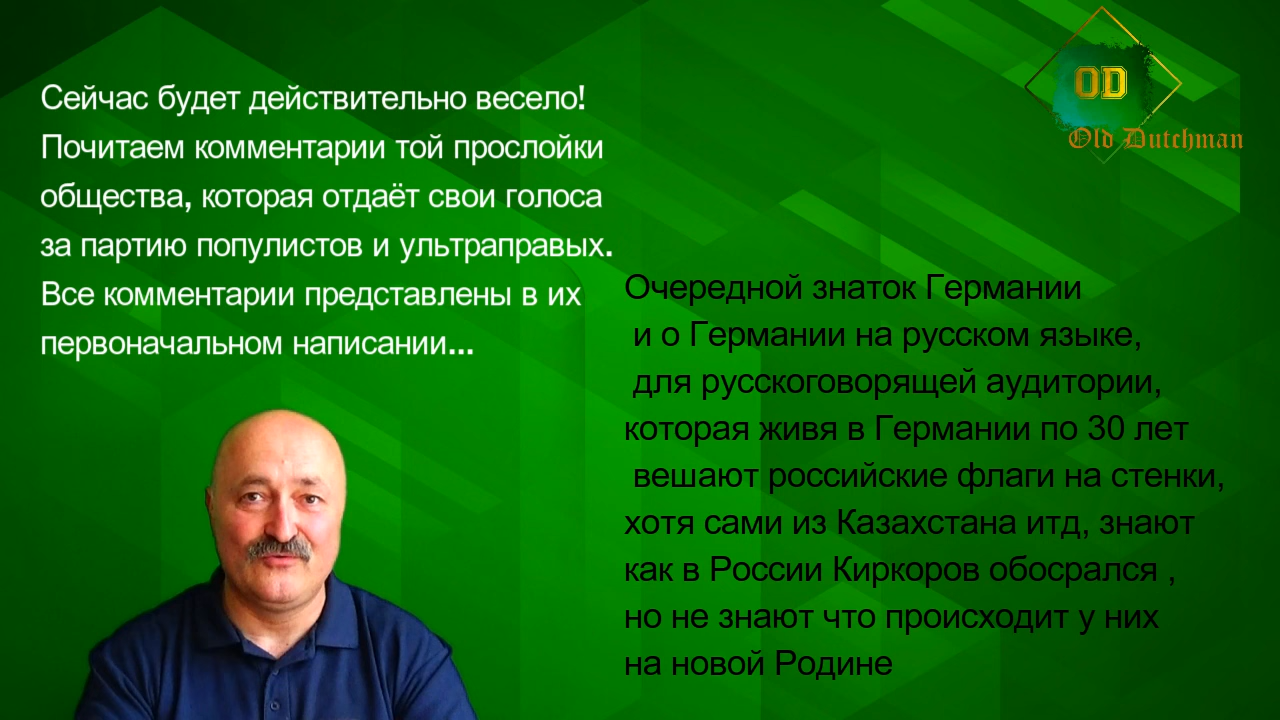 Сейчас будет действительно весело!
Почитаем комментарии той прослойки
общества, которая отдаёт свои голоса
за партию популистов и ультраправых.
Все комментарии представлены в их
первоначальном написании...
OD
Old Dutchman
Очередной знаток Германии
и о Германии на русском языке,
для русскоговорящей аудитории,
которая живя в Германии по 30 лет
вешают российские флаги на стенки,
хотя сами из Казахстана итд, знают
как в России Киркоров обосрался ,
но не знают что происходит у них
на новой Родине